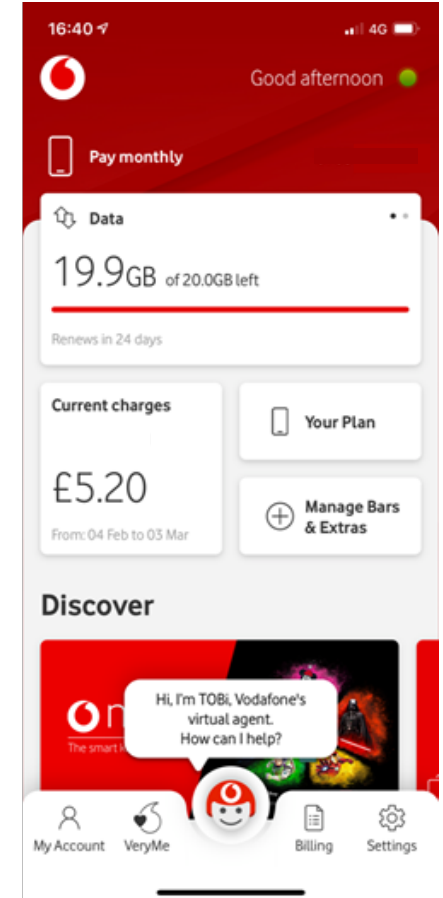 16:40
4G
Good afternoon
Pay monthly
Data
19.9GB of 20.0GB left
Renews in 24 days
Current charges
£5.20
From: 04 Feb to 03 Mar
Your Plan
Manage Bars
& Extras
Discover
The smart
Hi, I'm TOBi, Vodafone's
virtual agent.
How can I help?
My Account
VeryMe
Billing
Settings